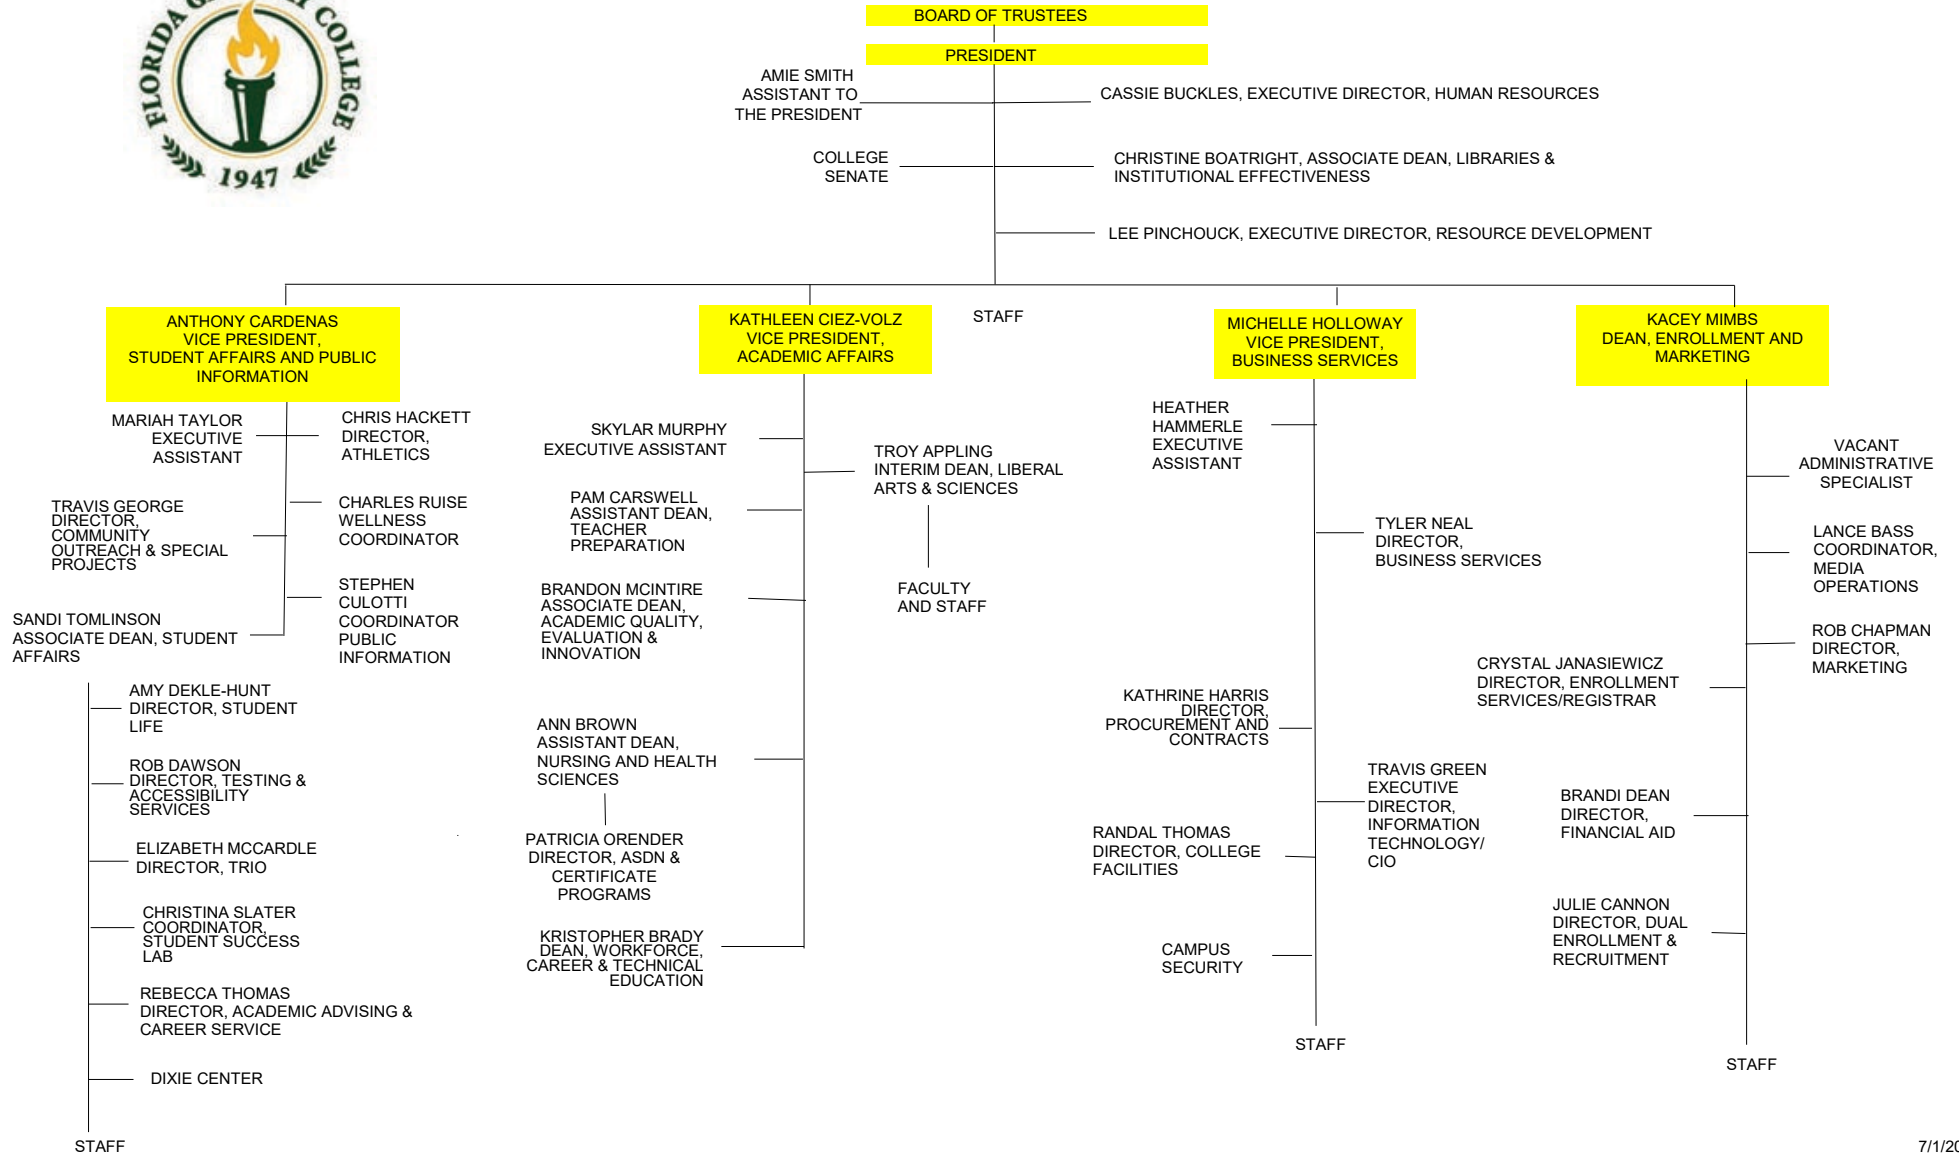 FLORIDA
COLLEGE
1947
BOARD OF TRUSTEES
PRESIDENT
AMIE SMITH
ASSISTANT TO
THE PRESIDENT
CASSIE BUCKLES, EXECUTIVE DIRECTOR, HUMAN RESOURCES
COLLEGE
SENATE
CHRISTINE BOATRIGHT, ASSOCIATE DEAN, LIBRARIES &
INSTITUTIONAL EFFECTIVENESS
LEE PINCHOUCK, EXECUTIVE DIRECTOR, RESOURCE DEVELOPMENT
STAFF
ANTHONY CARDENAS
VICE PRESIDENT,
STUDENT AFFAIRS AND PUBLIC
INFORMATION
MARIAH TAYLOR
EXECUTIVE
ASSISTANT
CHRIS HACKETT
DIRECTOR,
ATHLETICS
TRAVIS GEORGE
DIRECTOR,
COMMUNITY
OUTREACH & SPECIAL
PROJECTS
CHARLES RUISE
WELLNESS
COORDINATOR
STEPHEN
CULOTTI
COORDINATOR
PUBLIC
INFORMATION
SANDI TOMLINSON
ASSOCIATE DEAN, STUDENT
AFFAIRS
AMY DEKLE-HUNT
DIRECTOR, STUDENT
LIFE
ROB DAWSON
DIRECTOR, TESTING &
ACCESSIBILITY
SERVICES
ELIZABETH MCCARDLE
DIRECTOR, TRIO
CHRISTINA SLATER
COORDINATOR,
STUDENT SUCCESS
LAB
REBECCA THOMAS
DIRECTOR, ACADEMIC ADVISING &
CAREER SERVICE
DIXIE CENTER
STAFF
KATHLEEN CIEZ-VOLZ
VICE PRESIDENT,
ACADEMIC AFFAIRS
SKYLAR MURPHY
EXECUTIVE ASSISTANT
TROY APPLING
INTERIM DEAN, LIBERAL
ARTS & SCIENCES
FACULTY
AND STAFF
PAM CARSWELL
ASSISTANT DEAN,
TEACHER
PREPARATION
BRANDON MCINTIRE
ASSOCIATE DEAN,
ACADEMIC QUALITY,
EVALUATION &
INNOVATION
ANN BROWN
ASSISTANT DEAN,
NURSING AND HEALTH
SCIENCES
PATRICIA ORENDER
DIRECTOR, ASDN &
CERTIFICATE
PROGRAMS
KRISTOPHER BRADY
DEAN, WORKFORCE,
CAREER & TECHNICAL
EDUCATION
MICHELLE HOLLOWAY
VICE PRESIDENT,
BUSINESS SERVICES
HEATHER
HAMMERLE
EXECUTIVE
ASSISTANT
TYLER NEAL
DIRECTOR,
BUSINESS SERVICES
KATHRINE HARRIS
DIRECTOR,
PROCUREMENT AND
CONTRACTS
TRAVIS GREEN
EXECUTIVE
DIRECTOR,
INFORMATION
TECHNOLOGY/
CIO
RANDAL THOMAS
DIRECTOR, COLLEGE
FACILITIES
CAMPUS
SECURITY
STAFF
KACEY MIMBS
DEAN, ENROLLMENT AND
MARKETING
VACANT
ADMINISTRATIVE
SPECIALIST
LANCE BASS
COORDINATOR,
MEDIA
OPERATIONS
ROB CHAPMAN
DIRECTOR,
MARKETING
CRYSTAL JANASIEWICZ
DIRECTOR, ENROLLMENT
SERVICES/REGISTRAR
BRANDI DEAN
DIRECTOR,
FINANCIAL AID
JULIE CANNON
DIRECTOR, DUAL
ENROLLMENT &
RECRUITMENT
STAFF
7/1/20